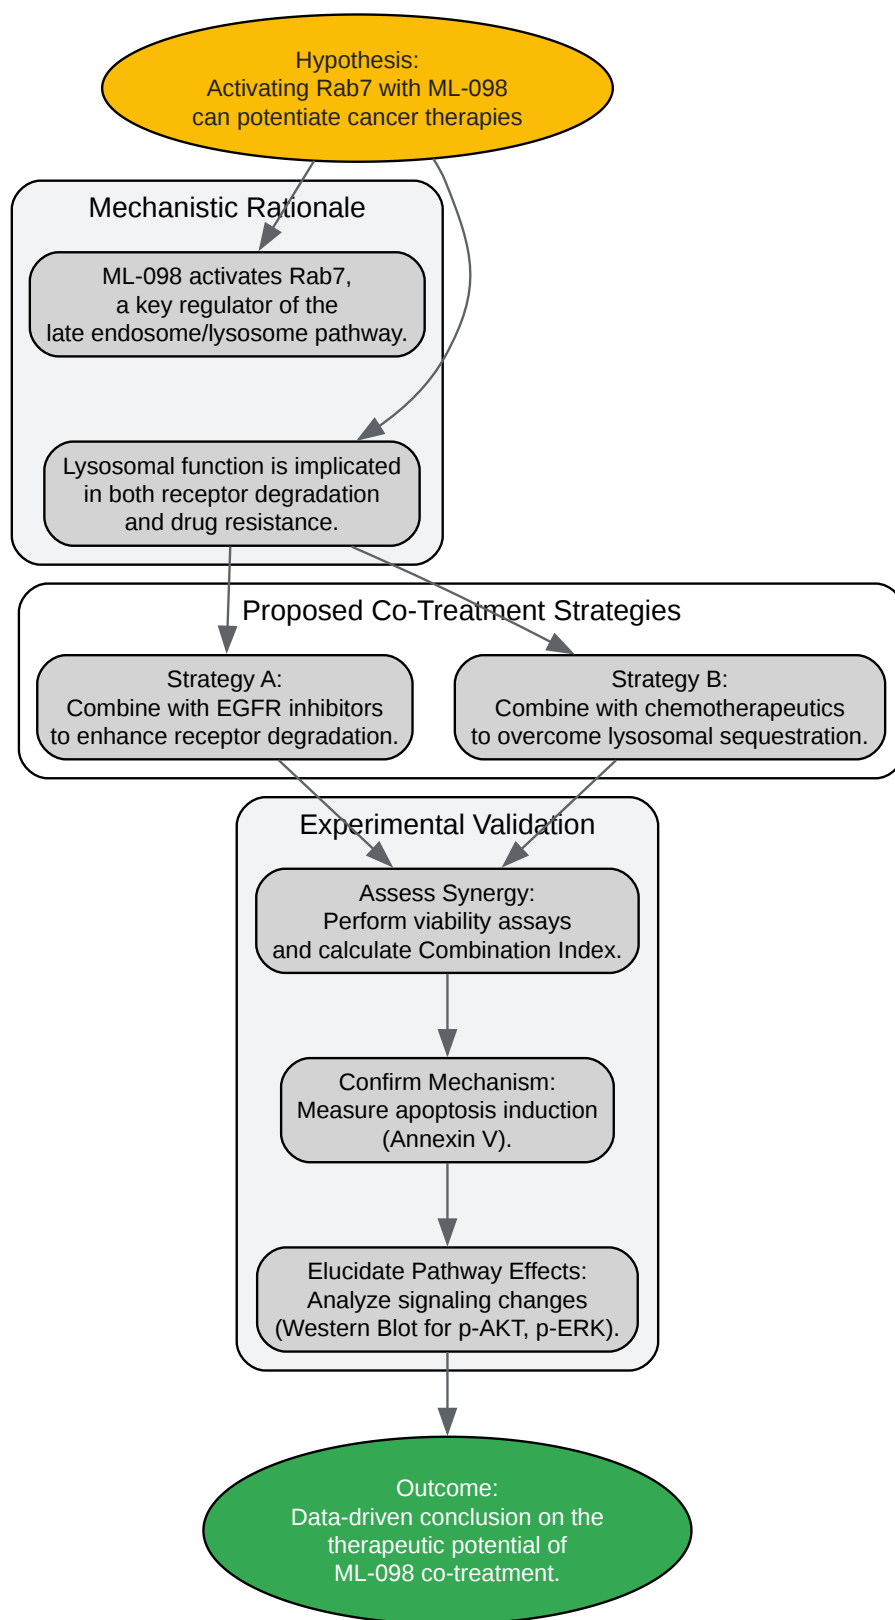 Hypothesis:
Activating Rab7 with ML-098
can potentiate cancer therapies
Mechanistic Rationale
ML-098 activates Rab7,
a key regulator of the
late endosome/lysosome pathway.
Lysosomal function is implicated
in both receptor degradation
and drug resistance.
Proposed Co-Treatment Strategies
Strategy A:
Combine with EGFR inhibitors
to enhance receptor degradation.
Strategy B:
Combine with chemotherapeutics
to overcome lysosomal sequestration.
Experimental Validation
Assess Synergy:
Perform viability assays
and calculate Combination Index.
Confirm Mechanism:
Measure apoptosis induction
(Annexin V).
Elucidate Pathway Effects:
Analyze signaling changes
(Western Blot for p-AKT, p-ERK).
Outcome:
Data-driven conclusion on the
therapeutic potential of
ML-098 co-treatment.